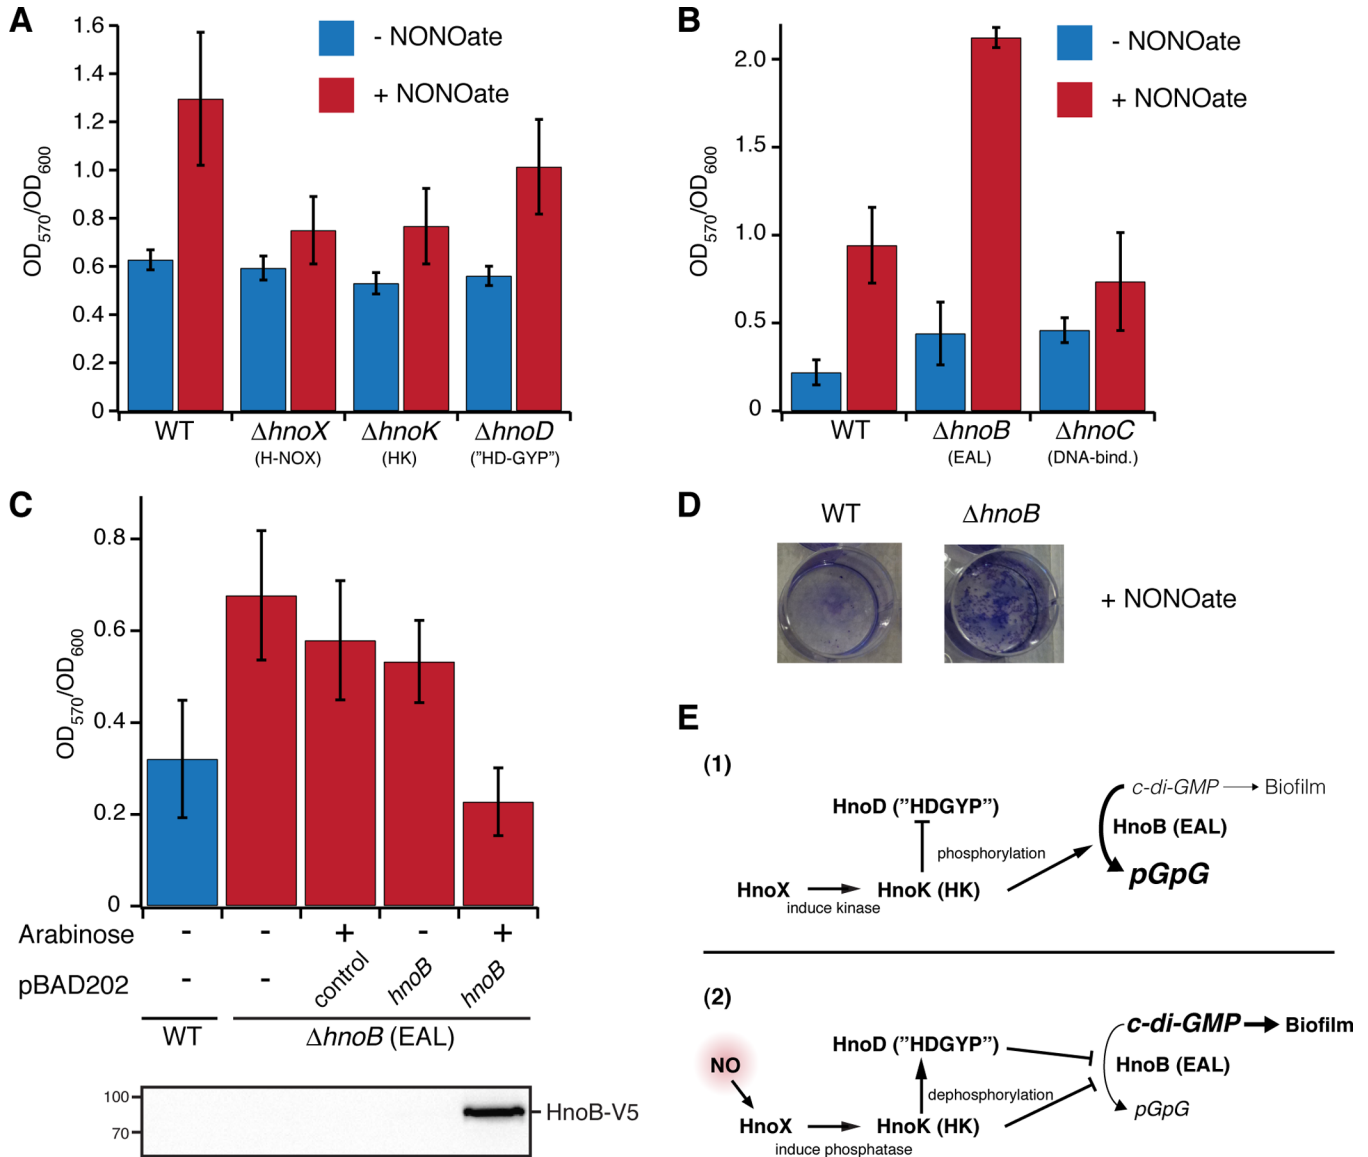 A
1.6
1.4
1.2
1.0
0.8
0.6
0.4
0.2
0
OD570/OD600
- NONOate
+ NONOate
WT
ΔhnoX
(H-NOX)
ΔhnoK
(HK)
ΔhnoD
("HD-GYP")
B
2.0
1.5
1.0
0.5
0
OD570/OD600
- NONOate
+ NONOate
WT
ΔhnoB
(EAL)
ΔhnoC
(DNA-bind.)
C
0.8
0.6
0.4
0.2
0
OD570/OD600
Arabinose - - + - +
pBAD202 - - control hnoB hnoB
WT ΔhnoB (EAL)
100
70
HnoB-V5
D
WT ΔhnoB
+ NONOate
E
(1)
c-di-GMP Biofilm
HnoD ("HDGYP")
HnoB (EAL)
phosphorylation
pGpG
HnoX HnoK (HK)
induce kinase
(2)
c-di-GMP Biofilm
HnoD ("HDGYP")
HnoB (EAL)
NO
dephosphorylation
pGpG
HnoX HnoK (HK)
induce phosphatase